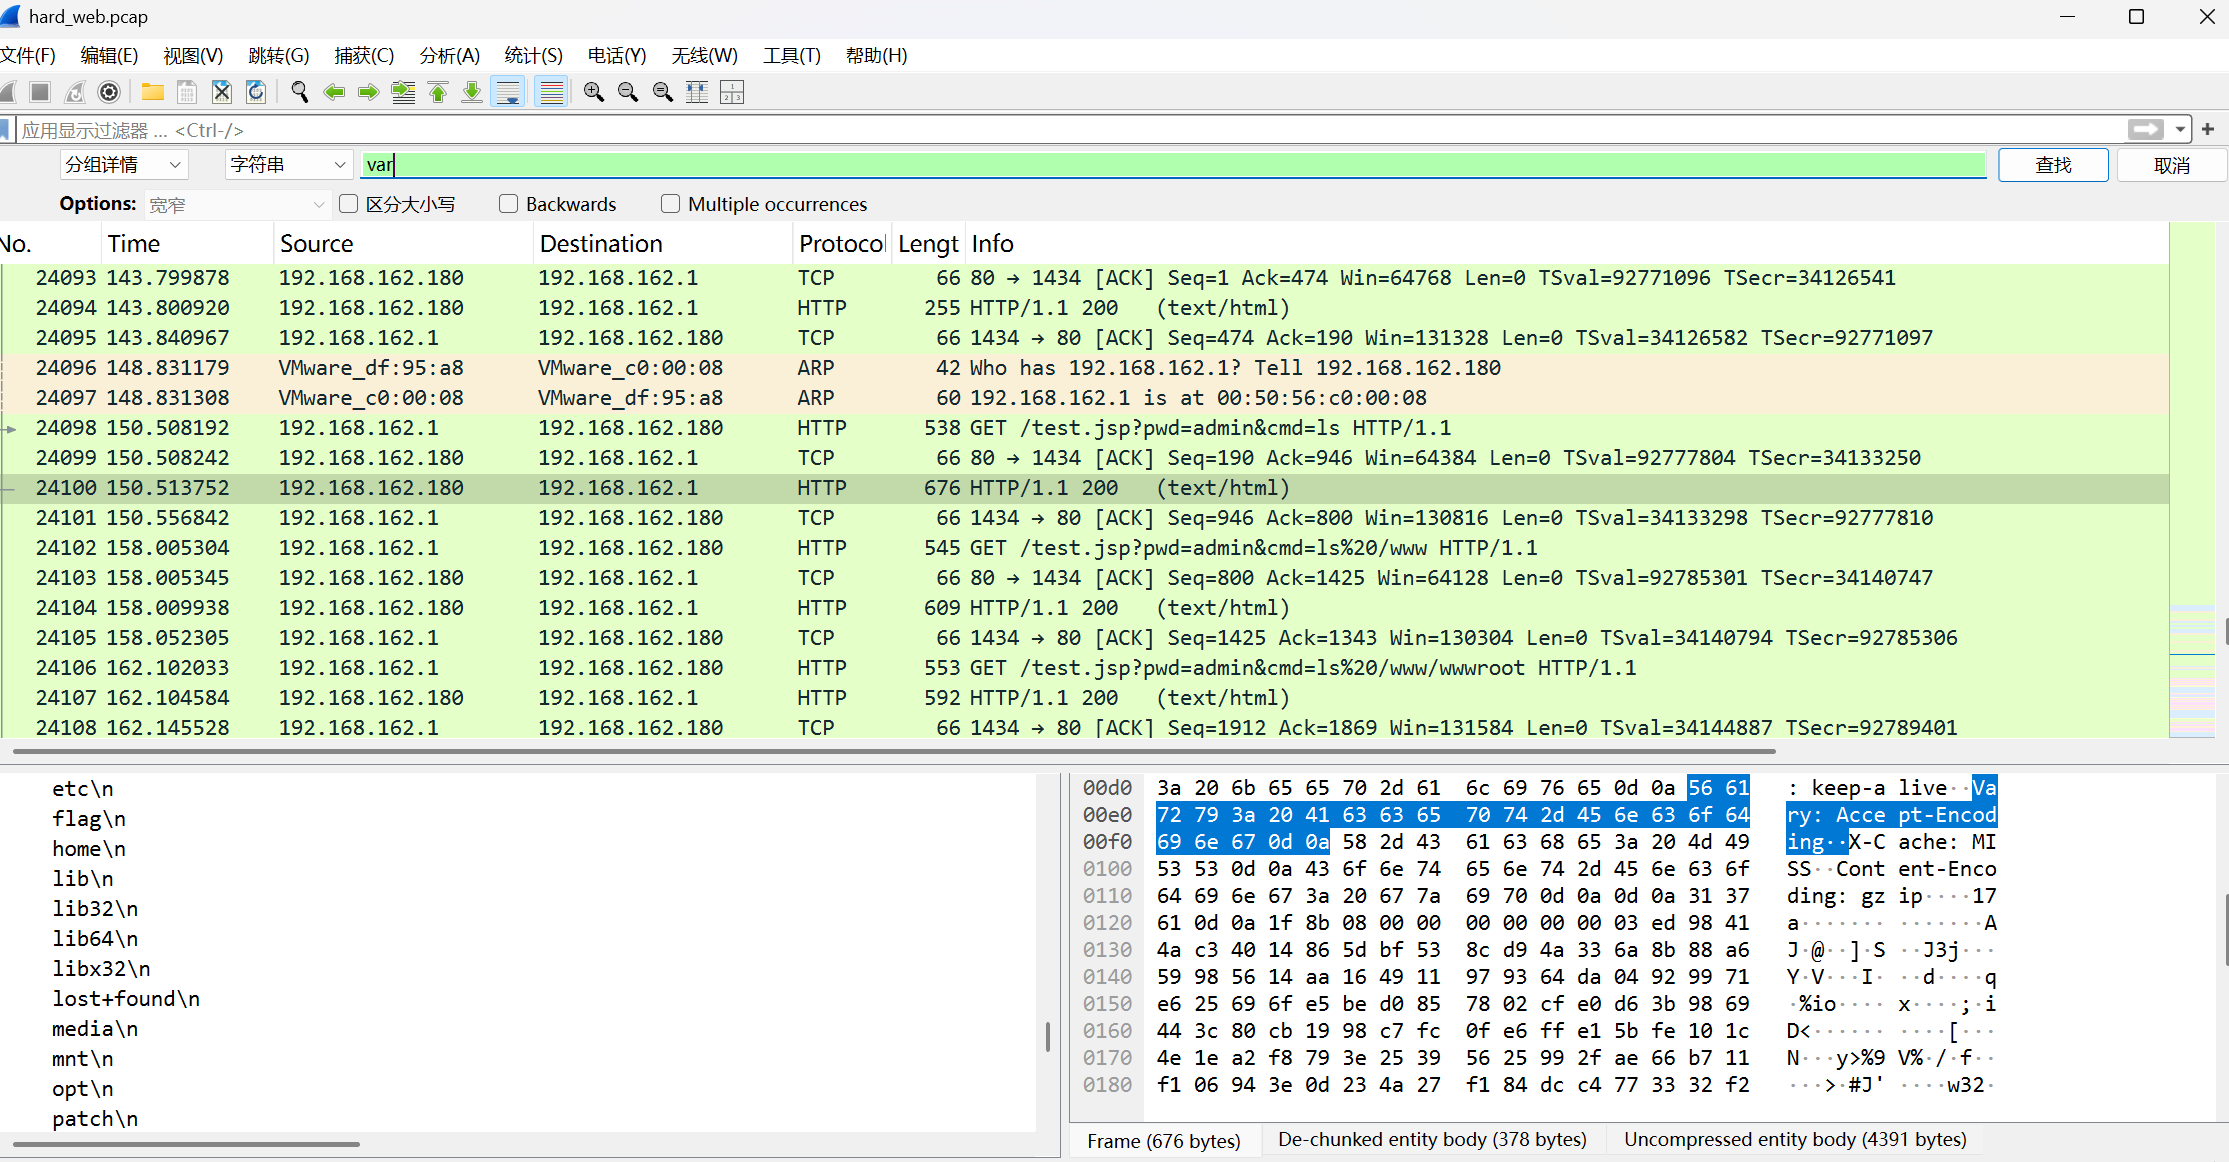 hard_web.pcap
文件(F) 编辑(E) 视图(V) 跳转(G) 捕获(C) 分析(A) 统计(S) 电话(Y) 无线(W) 工具(T) 帮助(H)
应用显示过滤器 … <Ctrl-/>
分组详情 字符串 var 查找 取消
Options: 宽窄 区分大小写 Backwards Multiple occurrences
No. Time Source Destination Protocol Lengt Info
24093 143.799878 192.168.162.180 192.168.162.1 TCP 66 80 → 1434 [ACK] Seq=1 Ack=474 Win=64768 Len=0 TSval=92771096 TSecr=34126541
24094 143.800920 192.168.162.180 192.168.162.1 HTTP 255 HTTP/1.1 200 (text/html)
24095 143.840967 192.168.162.1 192.168.162.180 TCP 66 1434 → 80 [ACK] Seq=474 Ack=190 Win=131328 Len=0 TSval=34126582 TSecr=92771097
24096 148.831179 VMware_df:95:a8 VMware_c0:00:08 ARP 42 Who has 192.168.162.1? Tell 192.168.162.180
24097 148.831308 VMware_c0:00:08 VMware_df:95:a8 ARP 60 192.168.162.1 is at 00:50:56:c0:00:08
24098 150.508192 192.168.162.1 192.168.162.180 HTTP 538 GET /test.jsp?pwd=admin&cmd=ls HTTP/1.1
24099 150.508242 192.168.162.180 192.168.162.1 TCP 66 80 → 1434 [ACK] Seq=190 Ack=946 Win=64384 Len=0 TSval=92777804 TSecr=34133250
24100 150.513752 192.168.162.180 192.168.162.1 HTTP 676 HTTP/1.1 200 (text/html)
24101 150.556842 192.168.162.1 192.168.162.180 TCP 66 1434 → 80 [ACK] Seq=946 Ack=800 Win=130816 Len=0 TSval=34133298 TSecr=92777810
24102 158.005304 192.168.162.1 192.168.162.180 HTTP 545 GET /test.jsp?pwd=admin&cmd=ls%20/www HTTP/1.1
24103 158.005345 192.168.162.180 192.168.162.1 TCP 66 80 → 1434 [ACK] Seq=800 Ack=1425 Win=64128 Len=0 TSval=92785301 TSecr=34140747
24104 158.009938 192.168.162.180 192.168.162.1 HTTP 609 HTTP/1.1 200 (text/html)
24105 158.052305 192.168.162.1 192.168.162.180 TCP 66 1434 → 80 [ACK] Seq=1425 Ack=1343 Win=130304 Len=0 TSval=34140794 TSecr=92785306
24106 162.102033 192.168.162.1 192.168.162.180 HTTP 553 GET /test.jsp?pwd=admin&cmd=ls%20/www/wwwroot HTTP/1.1
24107 162.104584 192.168.162.180 192.168.162.1 HTTP 592 HTTP/1.1 200 (text/html)
24108 162.145528 192.168.162.1 192.168.162.180 TCP 66 1434 → 80 [ACK] Seq=1912 Ack=1869 Win=131584 Len=0 TSval=34144887 TSecr=92789401
etc\n
flag\n
home\n
lib\n
lib32\n
lib64\n
libx32\n
lost+found\n
media\n
mnt\n
opt\n
patch\n
00d0 3a 20 6b 65 65 70 2d 61 6c 69 76 65 0d 0a 56 61 : keep-a live··Va
00e0 72 79 3a 20 41 63 63 65 70 74 2d 45 6e 63 6f 64 ry: Acce pt-Encod
00f0 69 6e 67 0d 0a 58 2d 43 61 63 68 65 3a 20 4d 49 ing··X-C ache: MI
0100 53 53 0d 0a 43 6f 6e 74 65 6e 74 2d 45 6e 63 6f SS··Cont ent-Enco
0110 64 69 6e 67 3a 20 67 7a 69 70 0d 0a 0d 0a 31 37 ding: gz ip····17
0120 61 0d 0a 1f 8b 08 00 00 00 00 00 00 03 ed 98 41 a······· ·······A
0130 4a c3 40 14 86 5d bf 53 8c d9 4a 33 6a 8b 88 a6 J·@··]·S ··J3j···
0140 59 98 56 14 aa 16 49 11 97 93 64 da 04 92 99 71 Y·V···I· ··d····q
0150 e6 25 69 6f e5 be d0 85 78 02 cf e0 d6 3b 98 69 ·%io···· x····;·i
0160 44 3c 80 cb 19 98 c7 fc 0f e6 ff e1 5b fe 10 1c D<······ ····[···
0170 4e 1e a2 f8 79 3e 25 39 56 25 99 2f ae 66 b7 11 N···y>%9 V%·/·f··
0180 f1 06 94 3e 0d 23 4a 27 f1 84 dc c4 77 33 32 f2 ···>·#J' ····w32·
Frame (676 bytes) De-chunked entity body (378 bytes) Uncompressed entity body (4391 bytes)